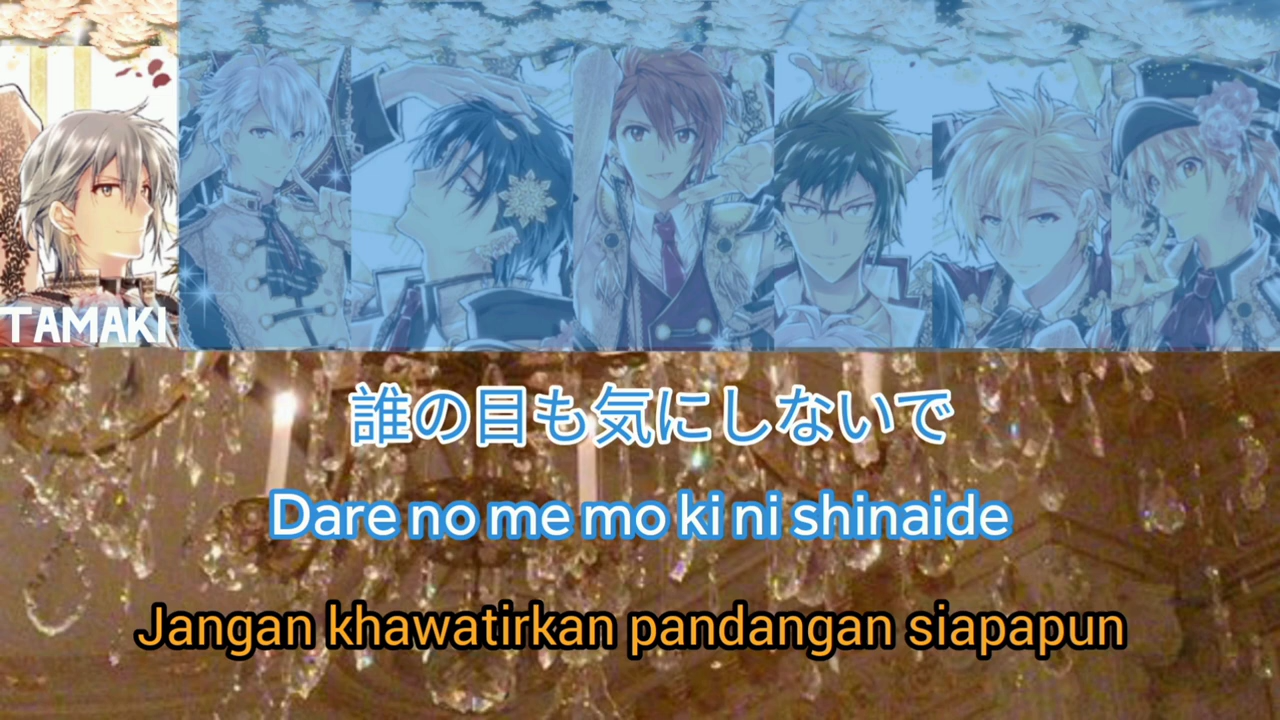 TAMAKI
誰の目も気にしないで
Dare no me mo ki ni shinaide
Jangan khawatirkan pandangan siapapun